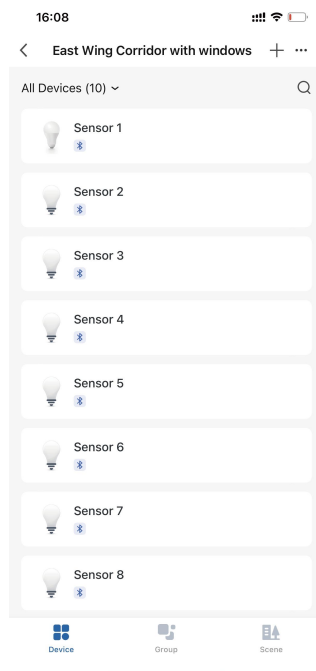 16:08
East Wing Corridor with windows
All Devices (10)
Sensor 1
Sensor 2
Sensor 3
Sensor 4
Sensor 5
Sensor 6
Sensor 7
Sensor 8
Device Group Scene